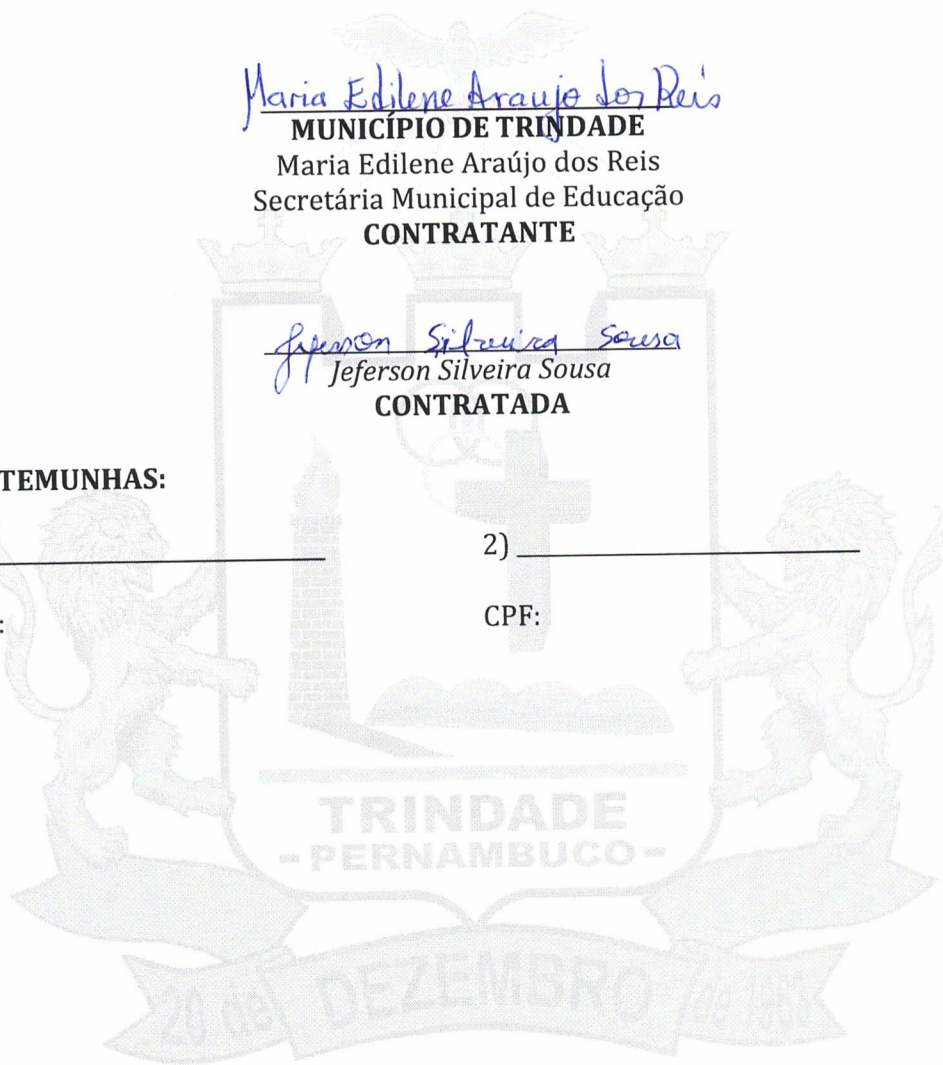 Maria Edilene Araujo dos Reis
MUNICÍPIO DE TRINDADE
Maria Edilene Araújo dos Reis
Secretária Municipal de Educação
CONTRATANTE
Jeferson Silveira Sousa
Jeferson Silveira Sousa
CONTRATADA
TEMUNHAS:
2)
:
CPF:
TRINDADE
- PERNAMBUCO -
20 de DEZEMBRO de 1963